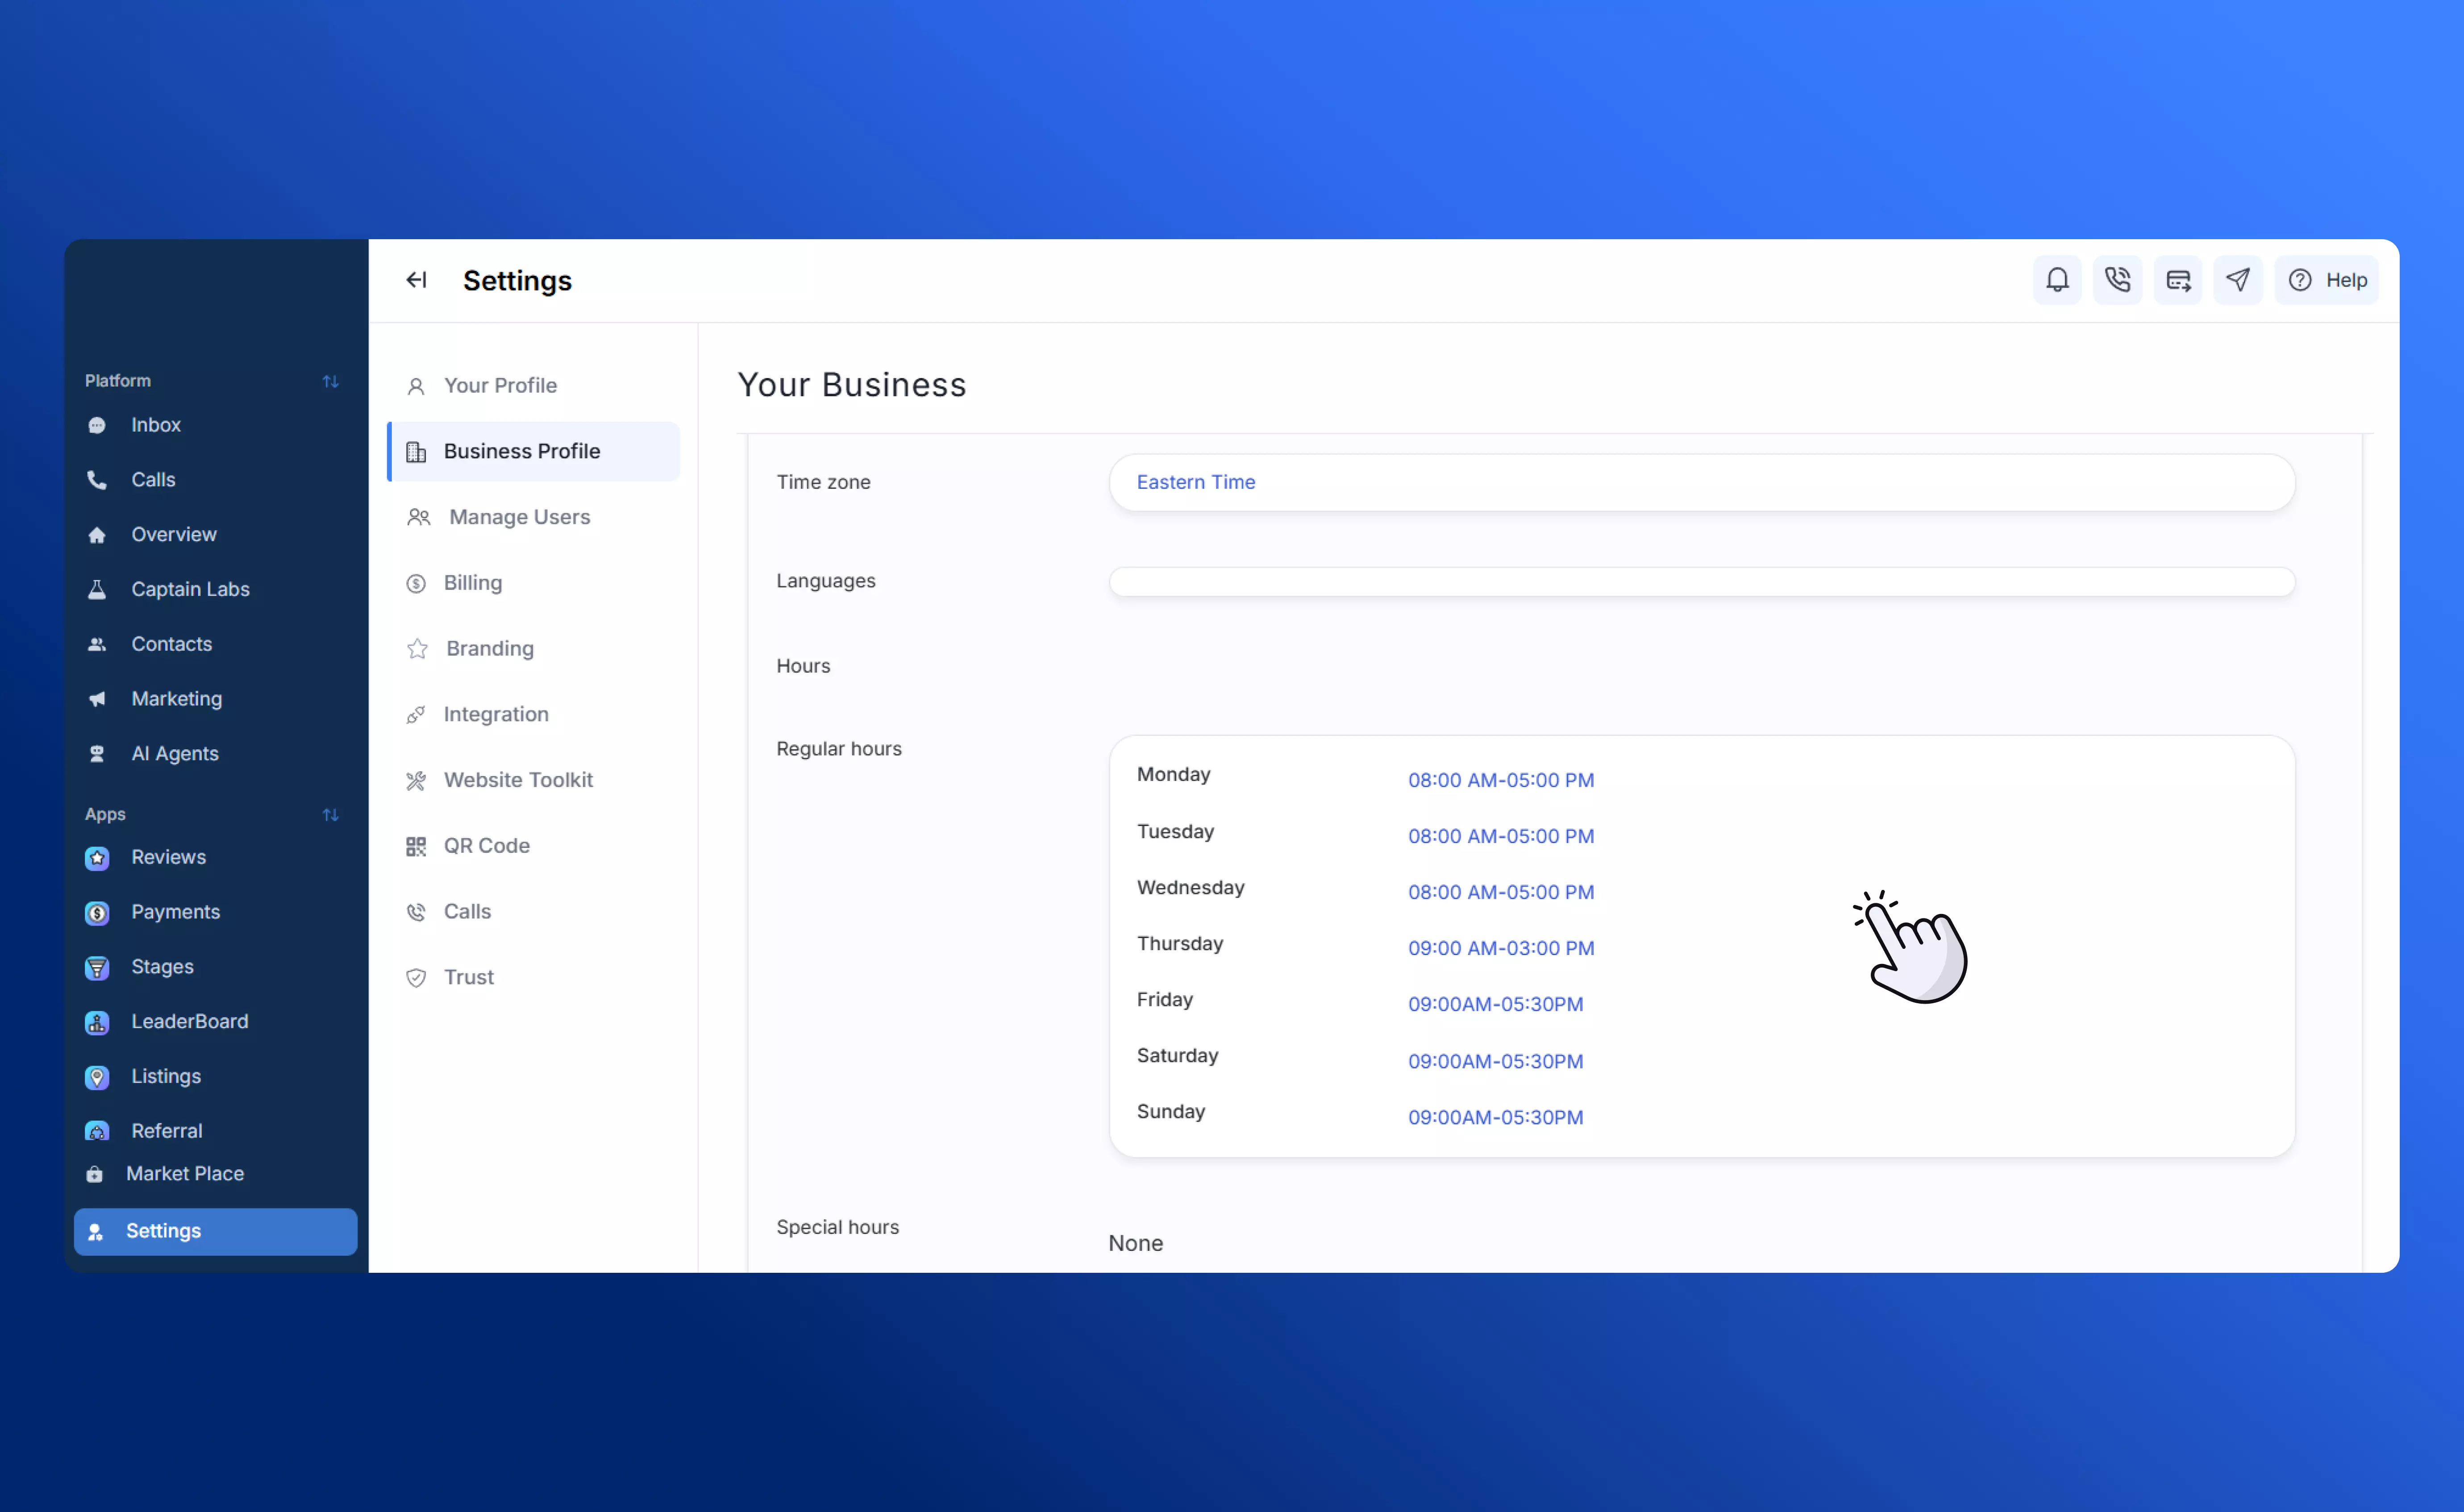 Settings
Help
Platform
Inbox
Calls
Overview
Captain Labs
Contacts
Marketing
AI Agents
Apps
Reviews
Payments
Stages
LeaderBoard
Listings
Referral
Market Place
Settings
Your Profile
Business Profile
Manage Users
Billing
Branding
Integration
Website Toolkit
QR Code
Calls
Trust
Your Business
Time zone
Eastern Time
Languages
Hours
Regular hours
Monday 08:00 AM-05:00 PM
Tuesday 08:00 AM-05:00 PM
Wednesday 08:00 AM-05:00 PM
Thursday 09:00 AM-03:00 PM
Friday 09:00AM-05:30PM
Saturday 09:00AM-05:30PM
Sunday 09:00AM-05:30PM
Special hours
None